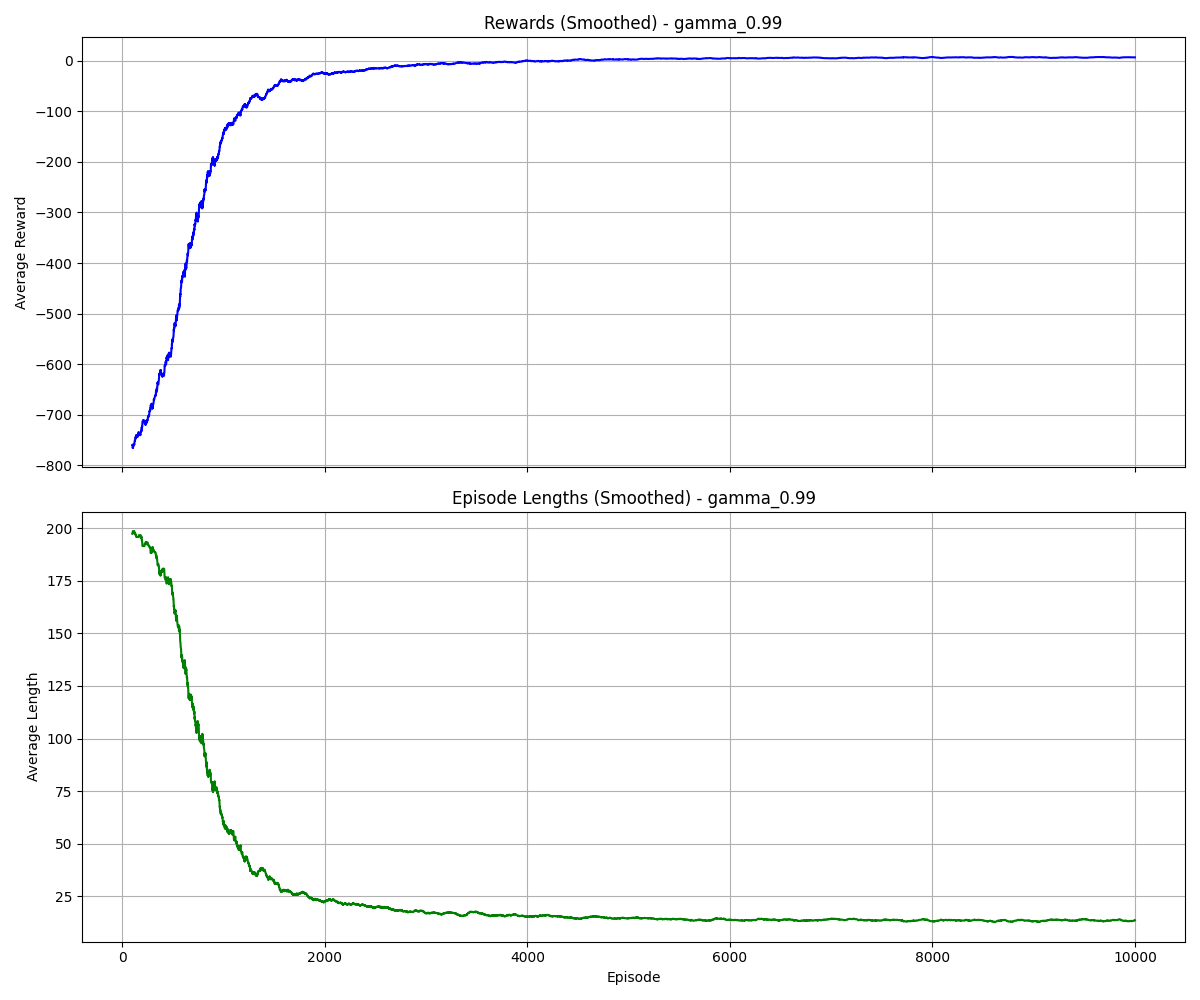 Rewards (Smoothed) - gamma_0.99
0
−100
−200
−300
−400
−500
−600
−700
−800
Average Reward
Episode Lengths (Smoothed) - gamma_0.99
200
175
150
125
100
75
50
25
Average Length
0 2000 4000 6000 8000 10000
Episode